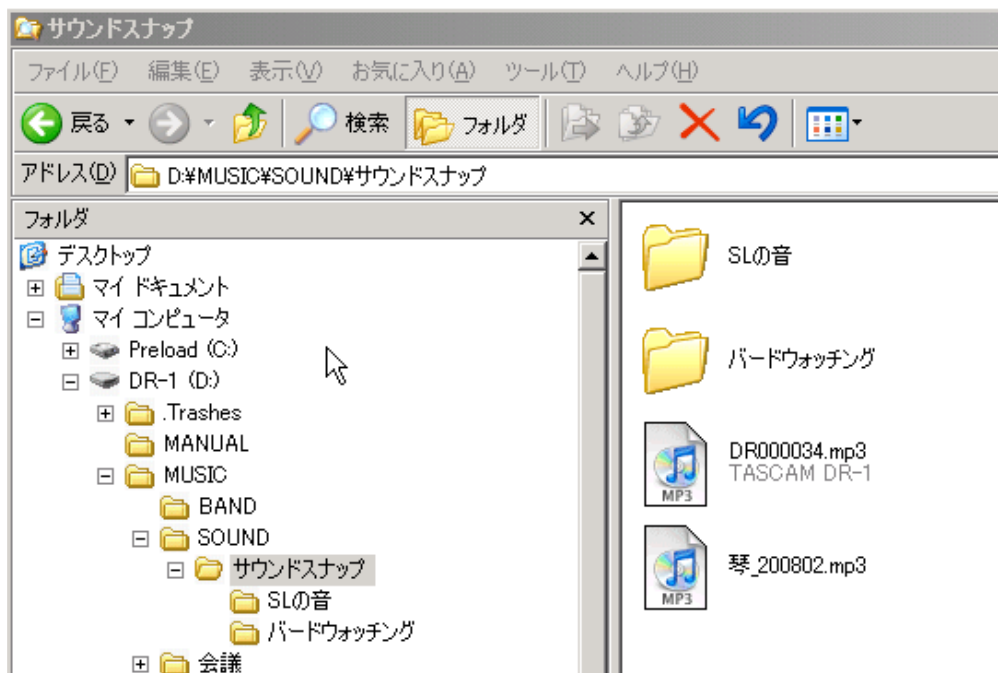 サウンドスナップ
ファイル(F) 編集(E) 表示(V) お気に入り(A) ツール(T) ヘルプ(H)
戻る 検索 フォルダ
アドレス(D) D:¥MUSIC¥SOUND¥サウンドスナップ
フォルダ x
デスクトップ
マイ ドキュメント
マイ コンピュータ
Preload (C:)
DR-1 (D:)
.Trashes
MANUAL
MUSIC
BAND
SOUND
サウンドスナップ
SLの音
バードウォッチング
会議
SLの音
バードウォッチング
MP3
DR000034.mp3
TASCAM DR-1
MP3
琴_200802.mp3